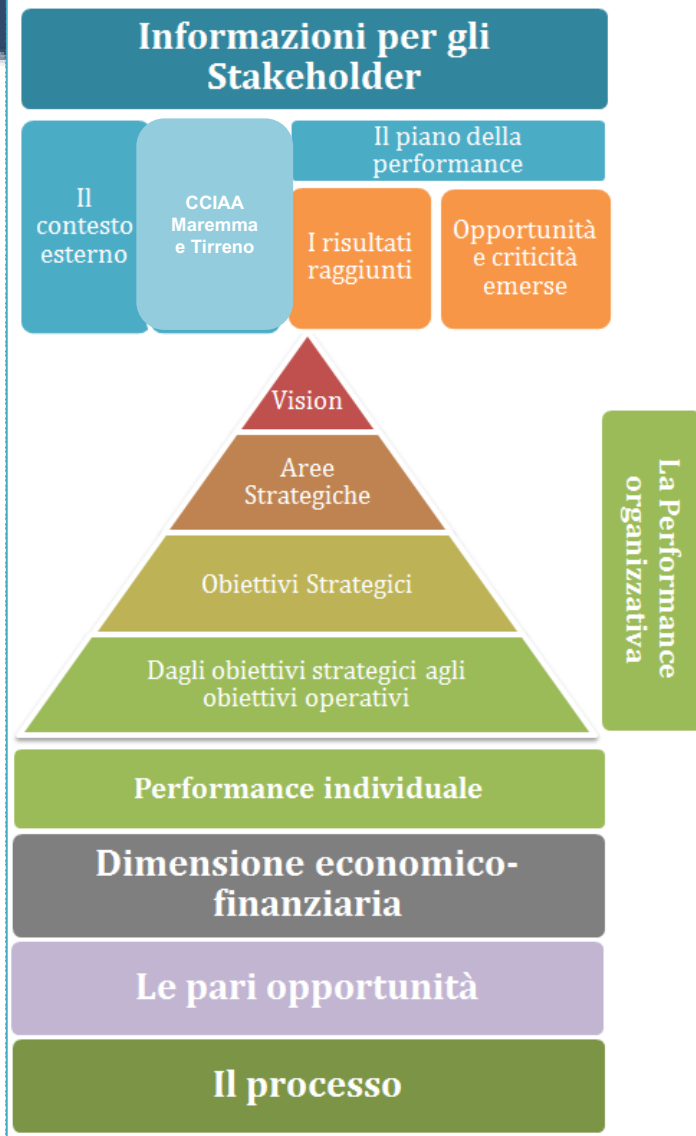 Informazioni per gli
Stakeholder
Il
contesto
esterno
CCIAA
Maremma
e Tirreno
Il piano della
performance
I risultati
raggiunti
Opportunità
e criticità
emerse
Vision
Aree
Strategiche
Obiettivi Strategici
Dagli obiettivi strategici agli
obiettivi operativi
La Performance
organizzativa
Performance individuale
Dimensione economico-
finanziaria
Le pari opportunità
Il processo